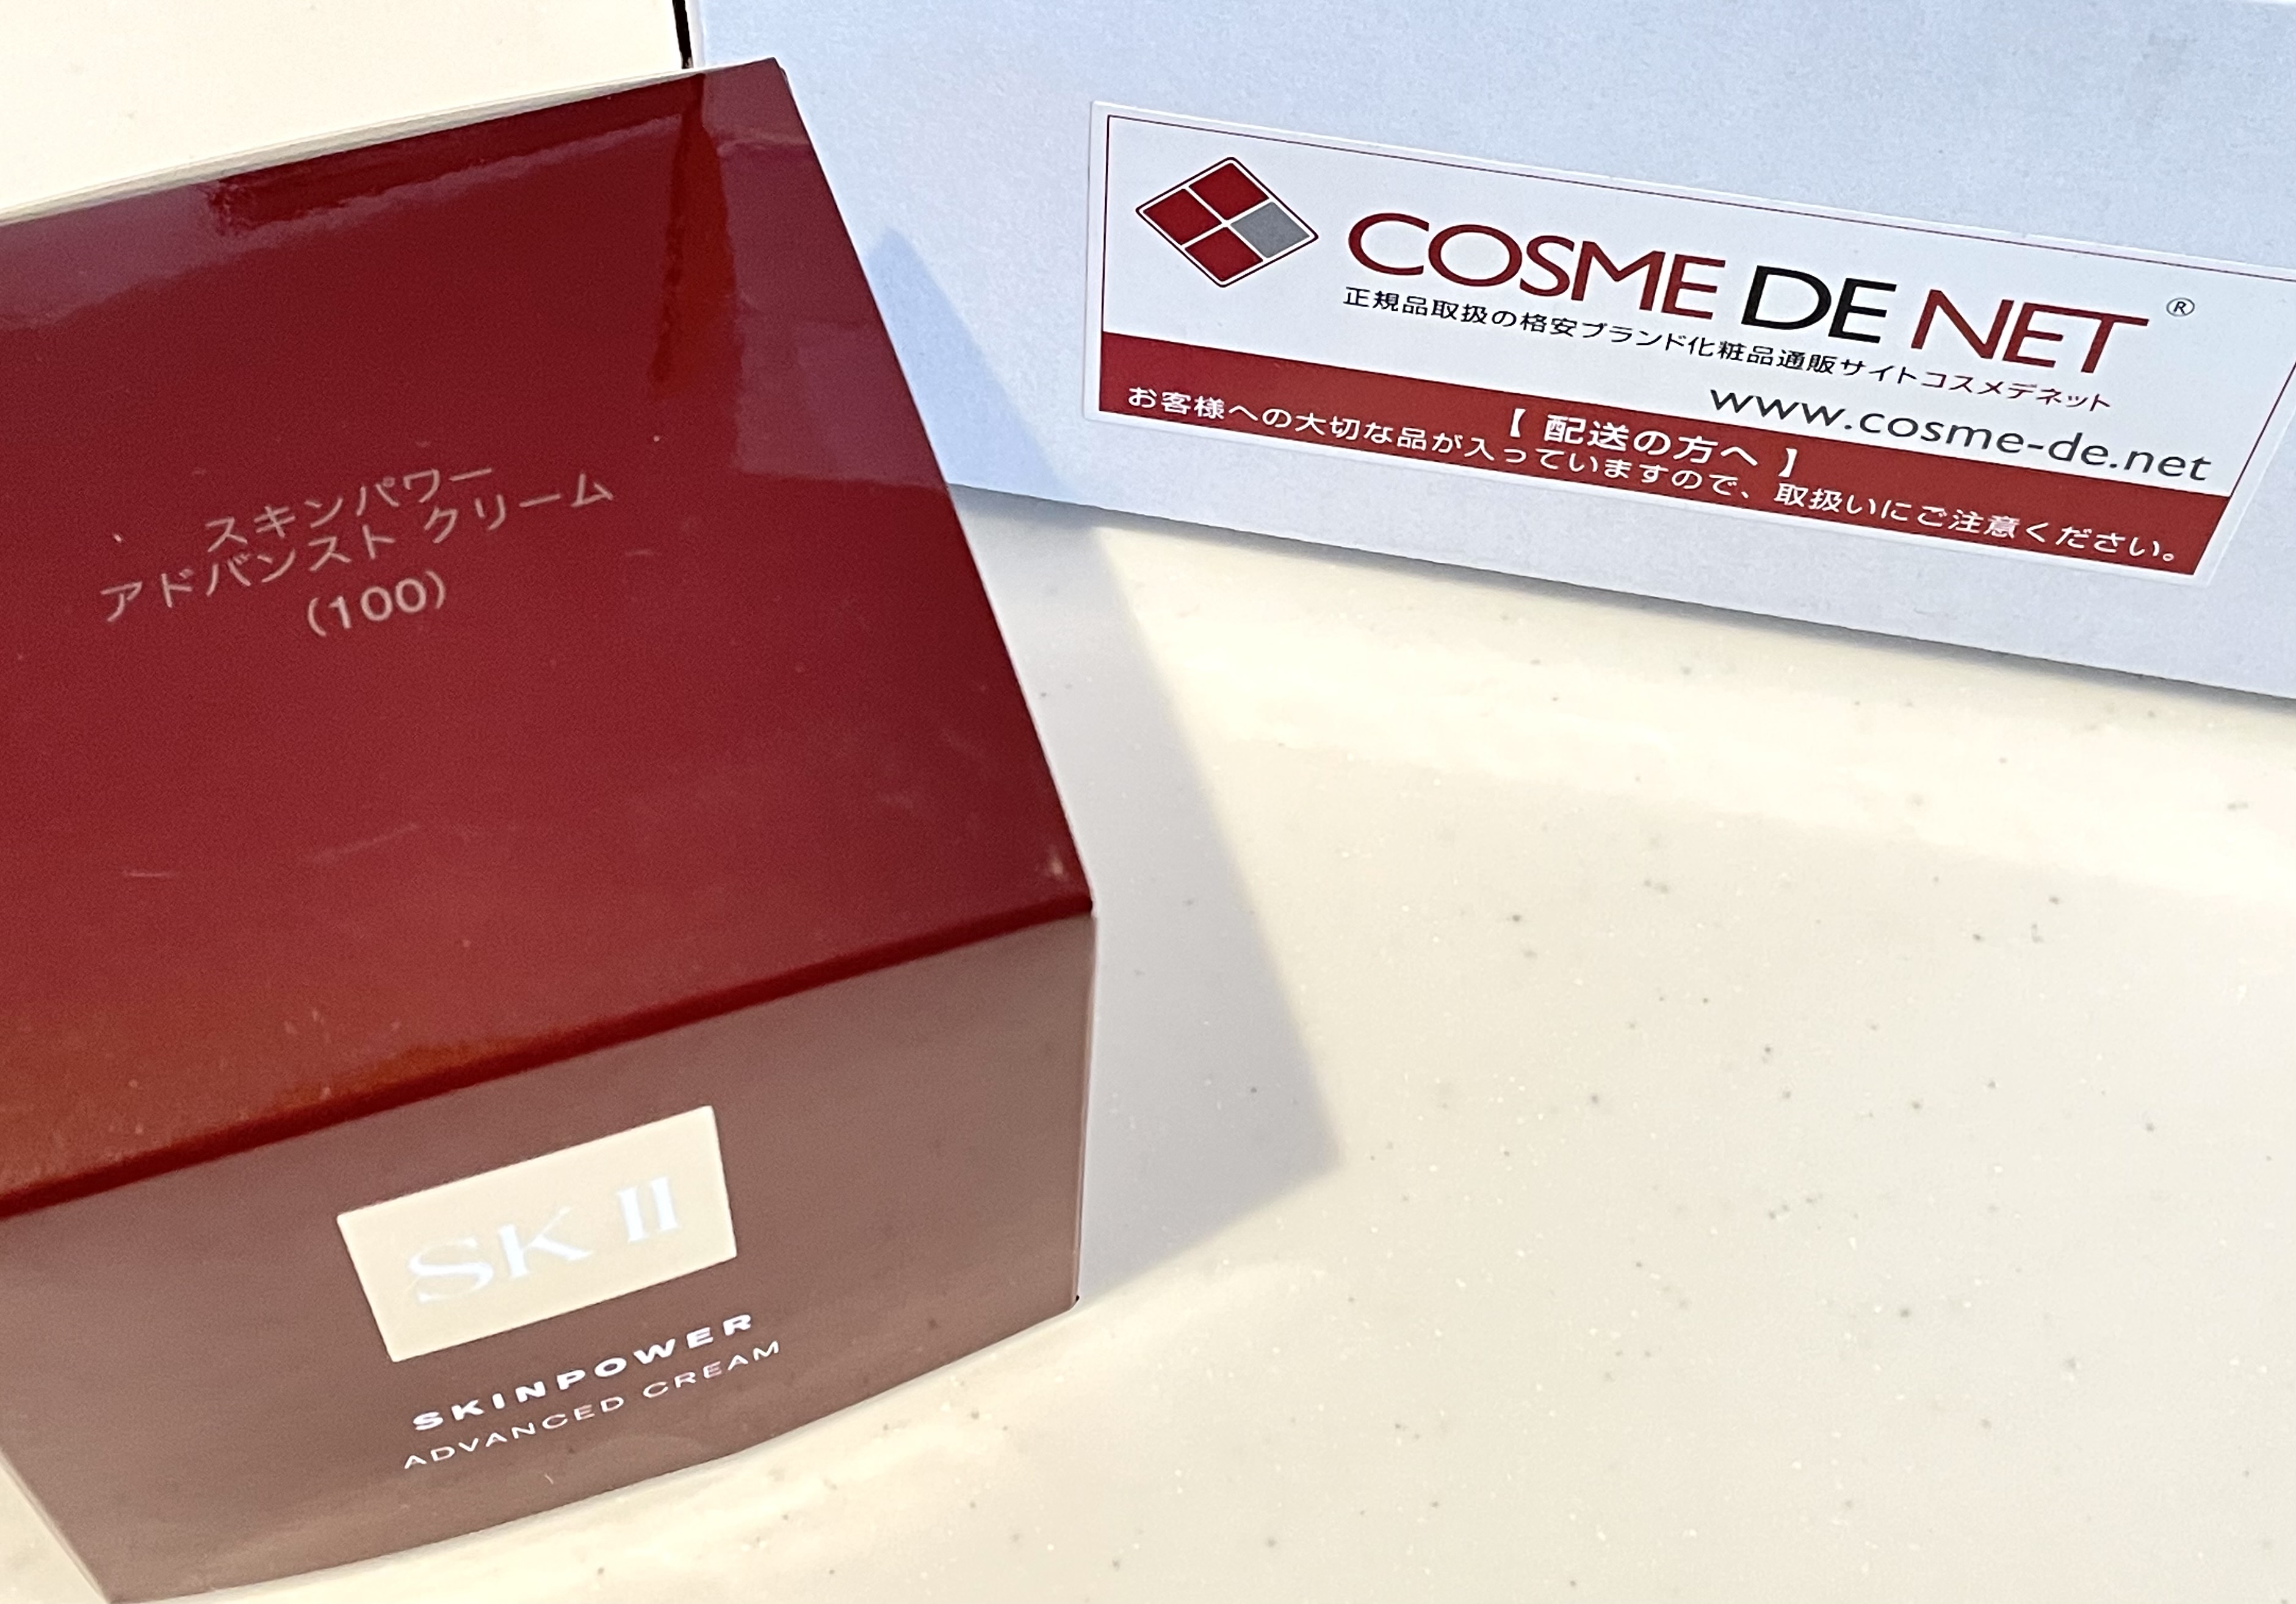 スキンパワー
アドバンスト クリーム
(100)
SK II
SKINPOWER
ADVANCED CREAM
COSME DE NET ®
正規品取扱の格安ブランド化粧品通販サイトコスメデネット
www.cosme-de.net
【 配送の方へ 】
お客様への大切な品が入っていますので、取扱いにご注意ください。